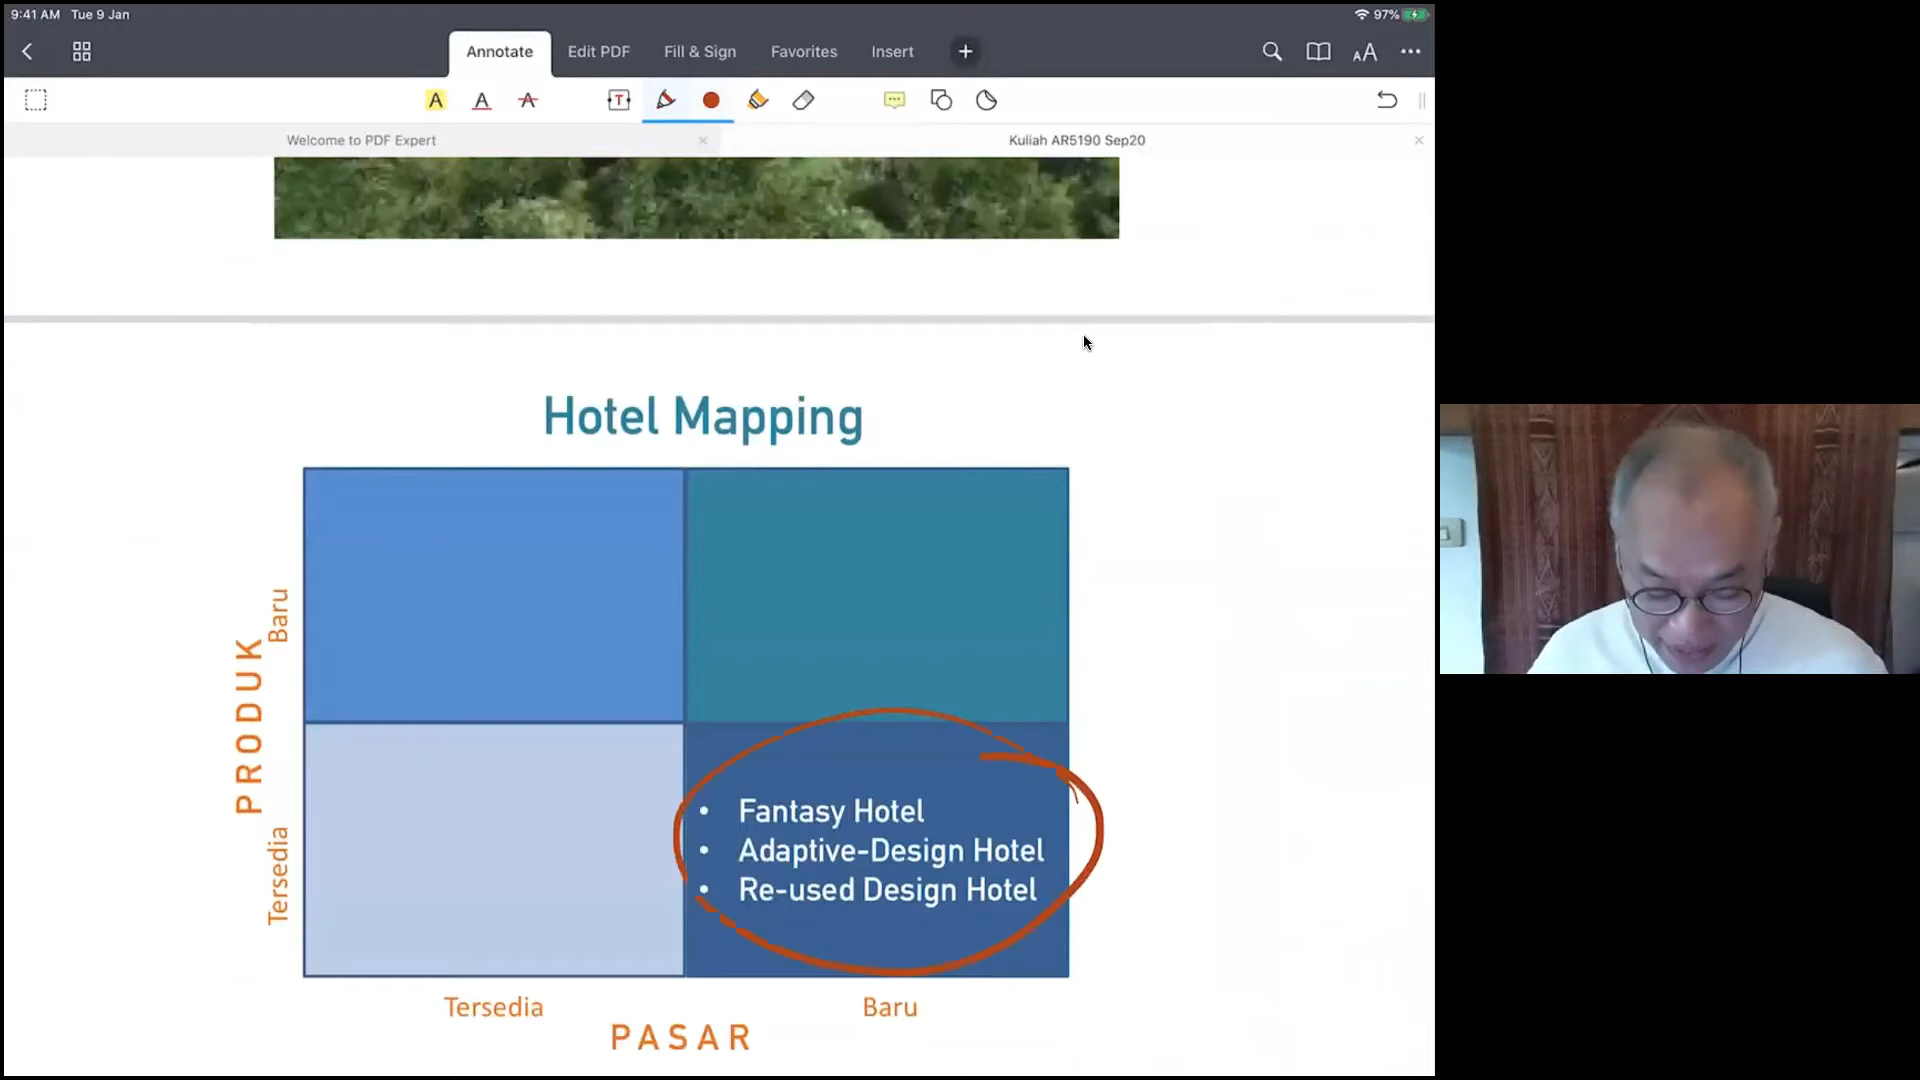 9:41 AM Tue 9 Jan
97%
Annotate Edit PDF Fill & Sign Favorites Insert +
AA
A A A T
Welcome to PDF Expert
Kuliah AR5190 Sep20
Hotel Mapping
PRODUK
Baru
Tersedia
• Fantasy Hotel
• Adaptive-Design Hotel
• Re-used Design Hotel
Tersedia Baru
PASAR